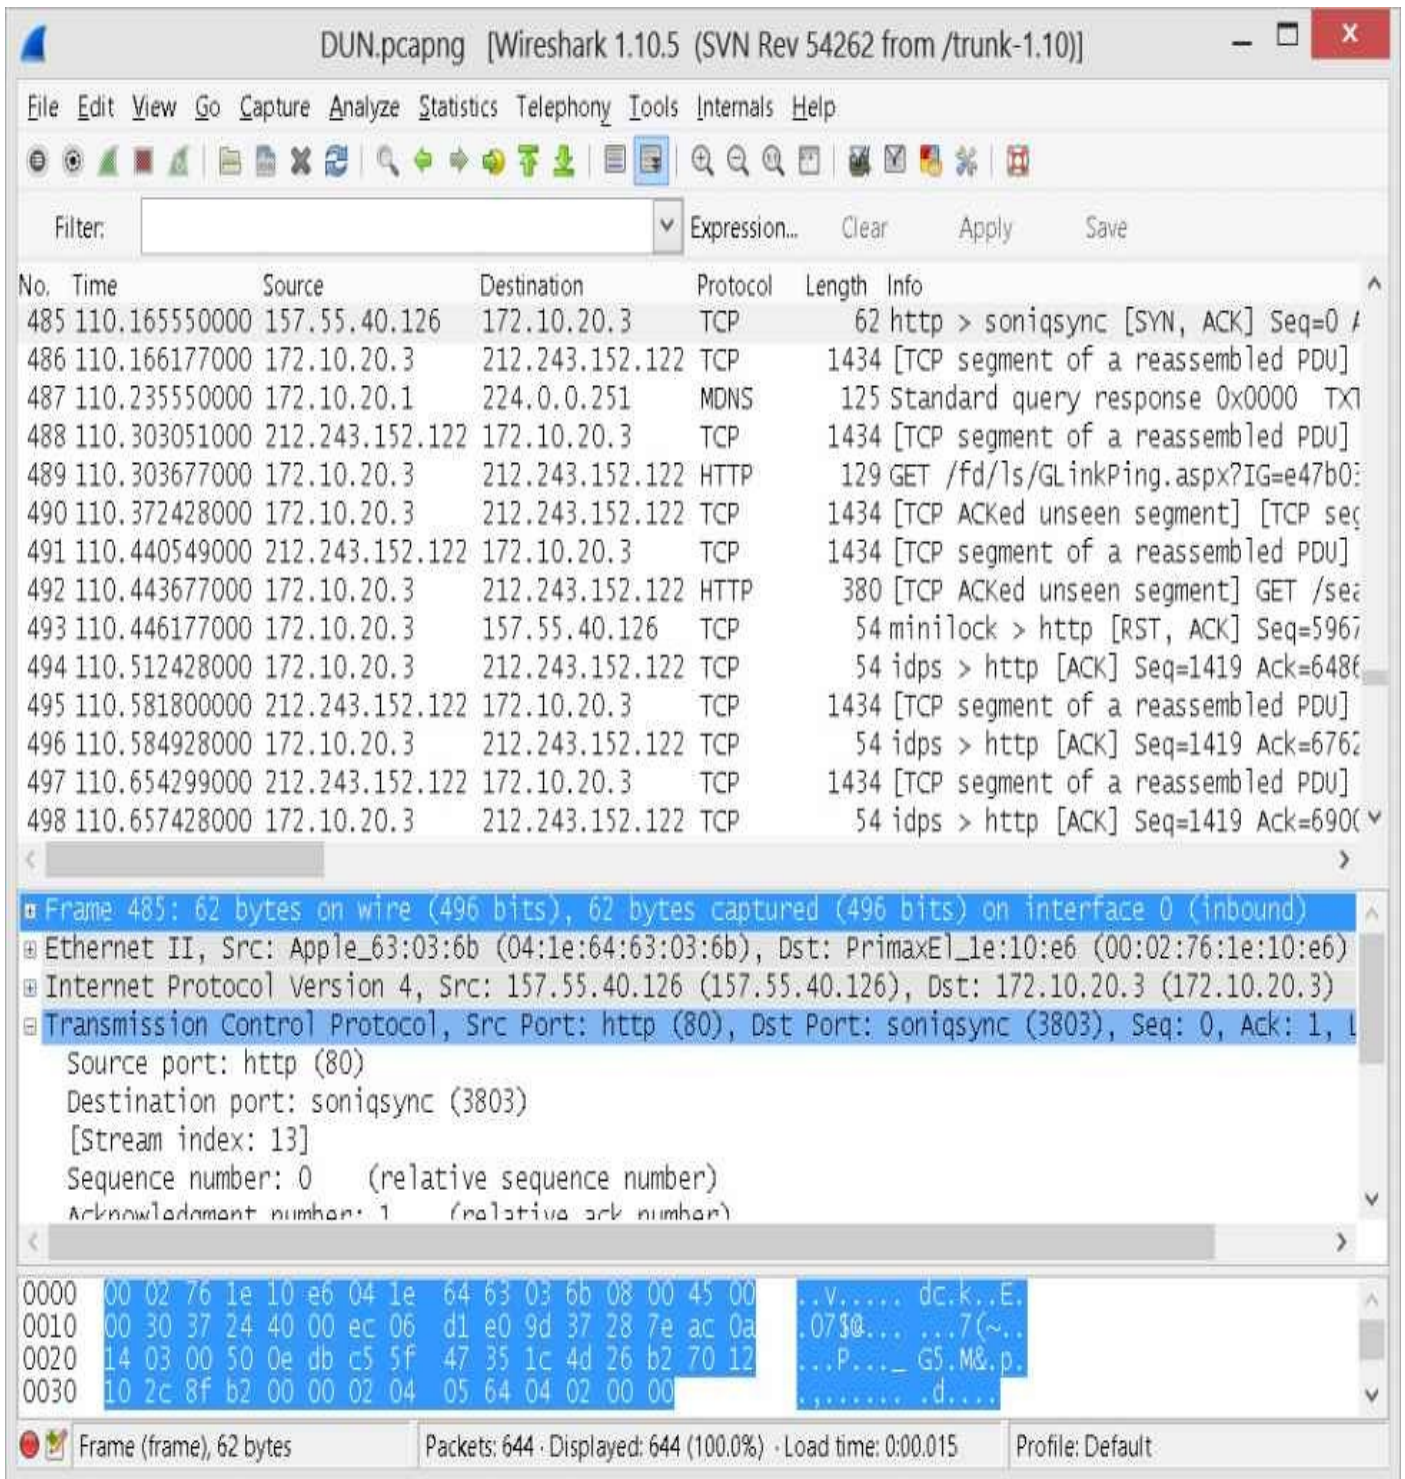 DUN.pcapng [Wireshark 1.10.5 (SVN Rev 54262 from /trunk-1.10)]
File Edit View Go Capture Analyze Statistics Telephony Tools Internals Help
Filter: Expression... Clear Apply Save
No. Time Source Destination Protocol Length Info
485 110.165550000 157.55.40.126 172.10.20.3 TCP 62 http > soniqsync [SYN, ACK] Seq=0 A
486 110.166177000 172.10.20.3 212.243.152.122 TCP 1434 [TCP segment of a reassembled PDU]
487 110.235550000 172.10.20.1 224.0.0.251 MDNS 125 Standard query response 0x0000 TXT
488 110.303051000 212.243.152.122 172.10.20.3 TCP 1434 [TCP segment of a reassembled PDU]
489 110.303677000 172.10.20.3 212.243.152.122 HTTP 129 GET /fd/ls/GLinkPing.aspx?IG=e47b03
490 110.372428000 172.10.20.3 212.243.152.122 TCP 1434 [TCP ACKed unseen segment] [TCP seg
491 110.440549000 212.243.152.122 172.10.20.3 TCP 1434 [TCP segment of a reassembled PDU]
492 110.443677000 172.10.20.3 212.243.152.122 HTTP 380 [TCP ACKed unseen segment] GET /sea
493 110.446177000 172.10.20.3 157.55.40.126 TCP 54 minilock > http [RST, ACK] Seq=5967
494 110.512428000 172.10.20.3 212.243.152.122 TCP 54 idps > http [ACK] Seq=1419 Ack=6486
495 110.581800000 212.243.152.122 172.10.20.3 TCP 1434 [TCP segment of a reassembled PDU]
496 110.584928000 172.10.20.3 212.243.152.122 TCP 54 idps > http [ACK] Seq=1419 Ack=6762
497 110.654299000 212.243.152.122 172.10.20.3 TCP 1434 [TCP segment of a reassembled PDU]
498 110.657428000 172.10.20.3 212.243.152.122 TCP 54 idps > http [ACK] Seq=1419 Ack=6900
Frame 485: 62 bytes on wire (496 bits), 62 bytes captured (496 bits) on interface 0 (inbound)
Ethernet II, Src: Apple_63:03:6b (04:1e:64:63:03:6b), Dst: PrimaxEl_1e:10:e6 (00:02:76:1e:10:e6)
Internet Protocol Version 4, Src: 157.55.40.126 (157.55.40.126), Dst: 172.10.20.3 (172.10.20.3)
Transmission Control Protocol, Src Port: http (80), Dst Port: soniqsync (3803), Seq: 0, Ack: 1, L
Source port: http (80)
Destination port: soniqsync (3803)
[Stream index: 13]
Sequence number: 0 (relative sequence number)
Acknowledgment number: 1 (relative ack number)
0000 00 02 76 1e 10 e6 04 1e 64 63 03 6b 08 00 45 00 ..v..... dc.k..E.
0010 00 30 37 24 40 00 ec 06 d1 e0 9d 37 28 7e ac 0a .07$@... ...7(~..
0020 14 03 00 50 0e db c5 5f 47 35 1c 4d 26 b2 70 12 ...P..._ G5.M&.p.
0030 10 2c 8f b2 00 00 02 04 05 64 04 02 00 00 .,...... .d....
Frame (frame), 62 bytes Packets: 644 · Displayed: 644 (100.0%) · Load time: 0:00.015 Profile: Default